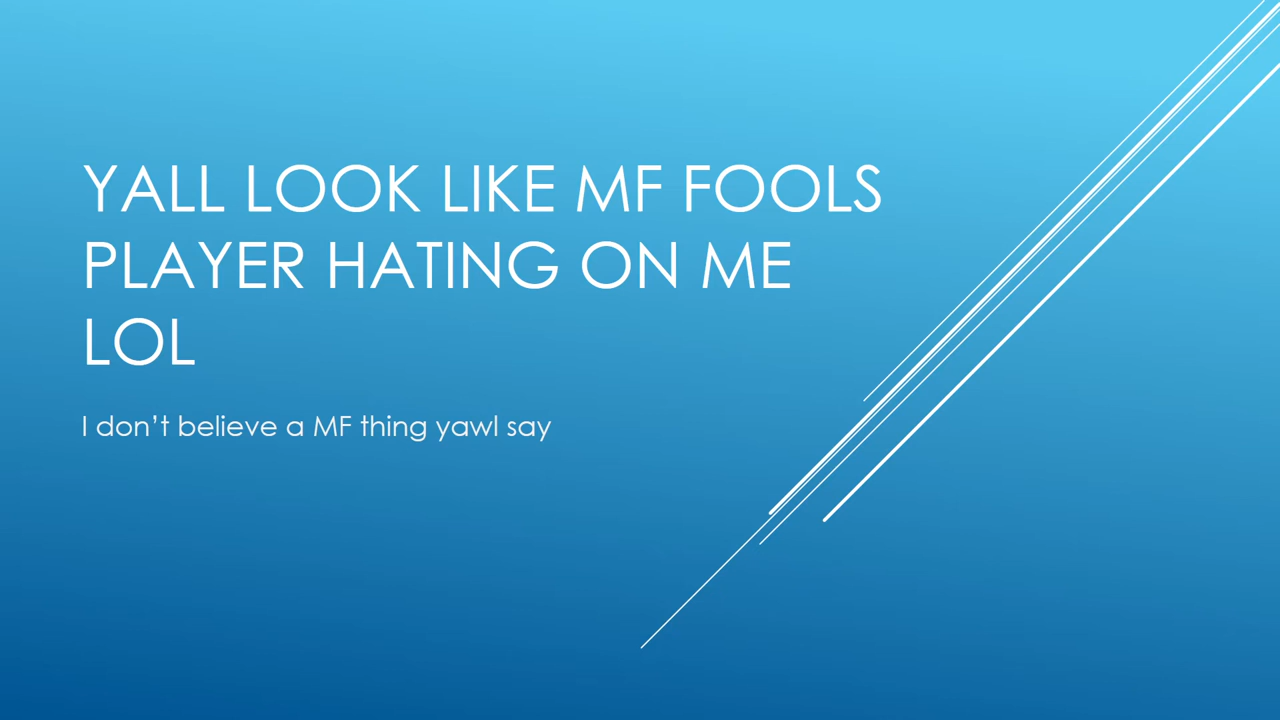 YALL LOOK LIKE MF FOOLS
PLAYER HATING ON ME
LOL
I don’t believe a MF thing yawl say